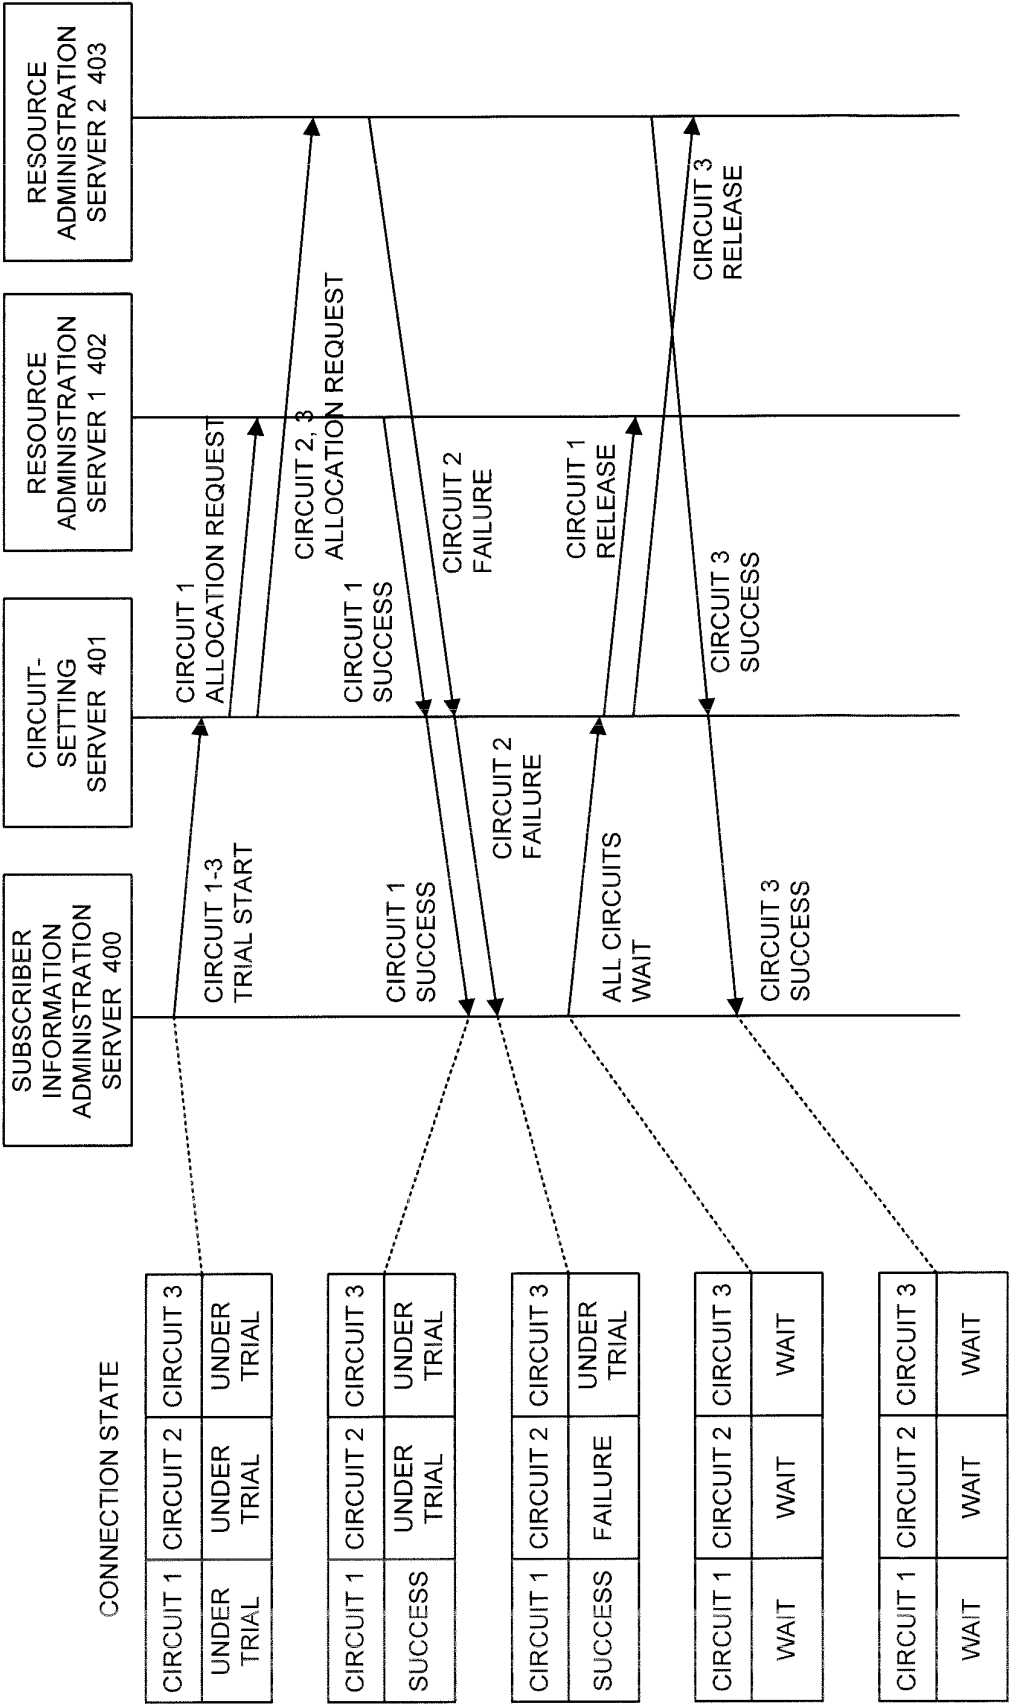 CONNECTION STATE
SUBSCRIBER
INFORMATION
ADMINISTRATION
SERVER 400
CIRCUIT-
SETTING
SERVER 401
RESOURCE
ADMINISTRATION
SERVER 1 402
RESOURCE
ADMINISTRATION
SERVER 2 403
CIRCUIT 1 CIRCUIT 2 CIRCUIT 3
UNDER TRIAL UNDER TRIAL UNDER TRIAL
CIRCUIT 1-3
TRIAL START
CIRCUIT 1
ALLOCATION REQUEST
CIRCUIT 2, 3
ALLOCATION REQUEST
CIRCUIT 1 CIRCUIT 2 CIRCUIT 3
SUCCESS UNDER TRIAL UNDER TRIAL
CIRCUIT 1
SUCCESS
CIRCUIT 1
SUCCESS
CIRCUIT 2
FAILURE
CIRCUIT 1 CIRCUIT 2 CIRCUIT 3
SUCCESS FAILURE UNDER TRIAL
CIRCUIT 2
FAILURE
CIRCUIT 1
RELEASE
CIRCUIT 3
RELEASE
ALL CIRCUITS
WAIT
CIRCUIT 1 CIRCUIT 2 CIRCUIT 3
WAIT WAIT WAIT
CIRCUIT 3
SUCCESS
CIRCUIT 3
SUCCESS
CIRCUIT 1 CIRCUIT 2 CIRCUIT 3
WAIT WAIT WAIT